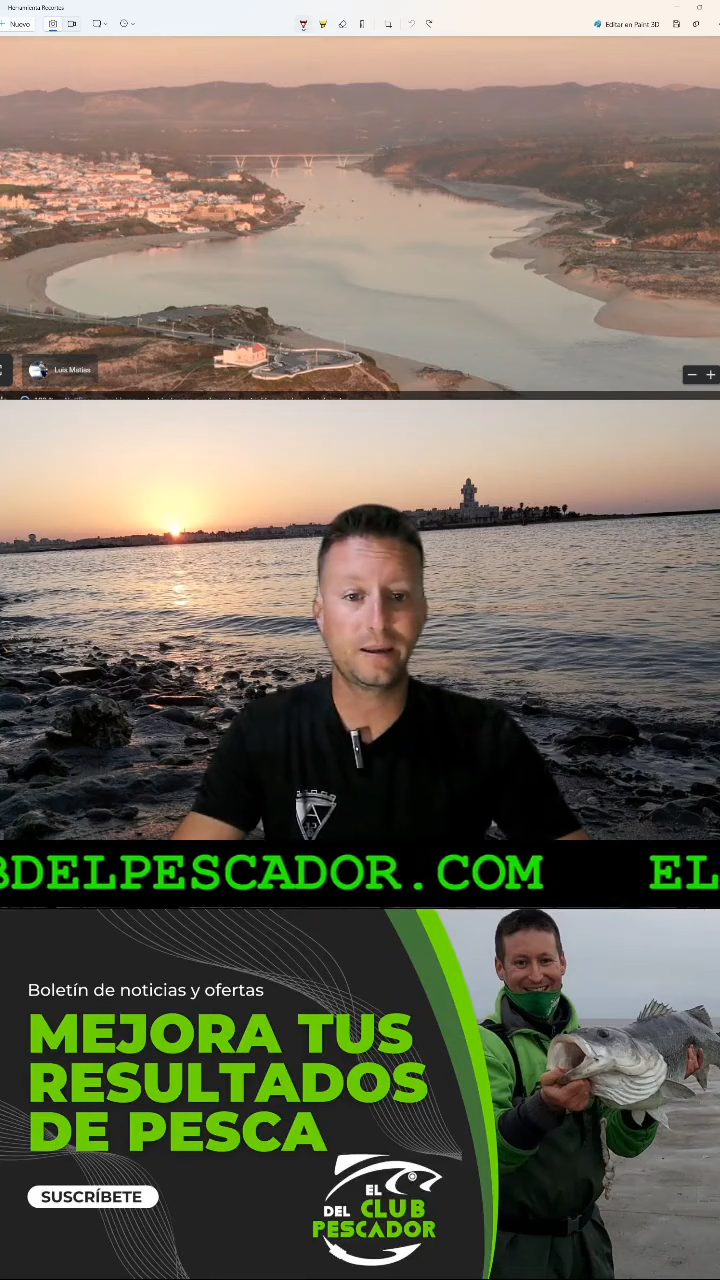 Herramienta Recortes
Nuevo
Editar en Paint 3D
Luis Matias
BDELPESCADOR.COM EL
Boletín de noticias y ofertas
MEJORA TUS
RESULTADOS
DE PESCA
SUSCRÍBETE
EL
DEL CLUB
PESCADOR